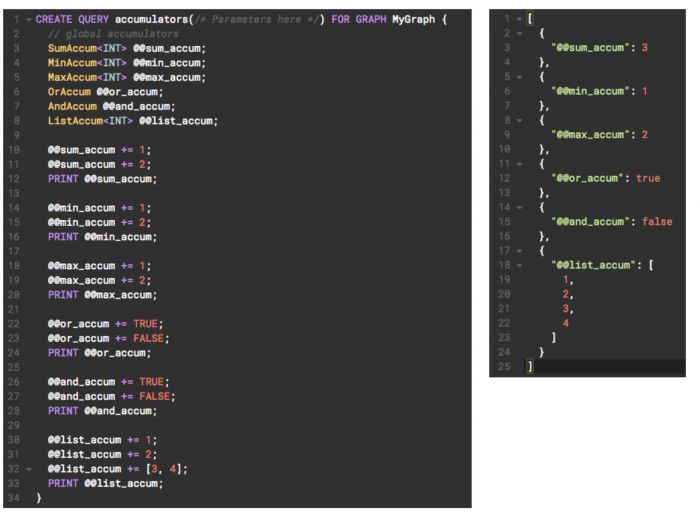 1 CREATE QUERY accumulators(/* Parameters here */) FOR GRAPH MyGraph {
2 // global accumulators
3 SumAccum<INT> @@sum_accum;
4 MinAccum<INT> @@min_accum;
5 MaxAccum<INT> @@max_accum;
6 OrAccum @@or_accum;
7 AndAccum @@and_accum;
8 ListAccum<INT> @@list_accum;
9
10 @@sum_accum += 1;
11 @@sum_accum += 2;
12 PRINT @@sum_accum;
13
14 @@min_accum += 1;
15 @@min_accum += 2;
16 PRINT @@min_accum;
17
18 @@max_accum += 1;
19 @@max_accum += 2;
20 PRINT @@max_accum;
21
22 @@or_accum += TRUE;
23 @@or_accum += FALSE;
24 PRINT @@or_accum;
25
26 @@and_accum += TRUE;
27 @@and_accum += FALSE;
28 PRINT @@and_accum;
29
30 @@list_accum += 1;
31 @@list_accum += 2;
32 @@list_accum += [3, 4];
33 PRINT @@list_accum;
34 }
1 [
2 {
3 "@@sum_accum": 3
4 },
5 {
6 "@@min_accum": 1
7 },
8 {
9 "@@max_accum": 2
10 },
11 {
12 "@@or_accum": true
13 },
14 {
15 "@@and_accum": false
16 },
17 {
18 "@@list_accum": [
19 1,
20 2,
21 3,
22 4
23 ]
24 }
25 ]